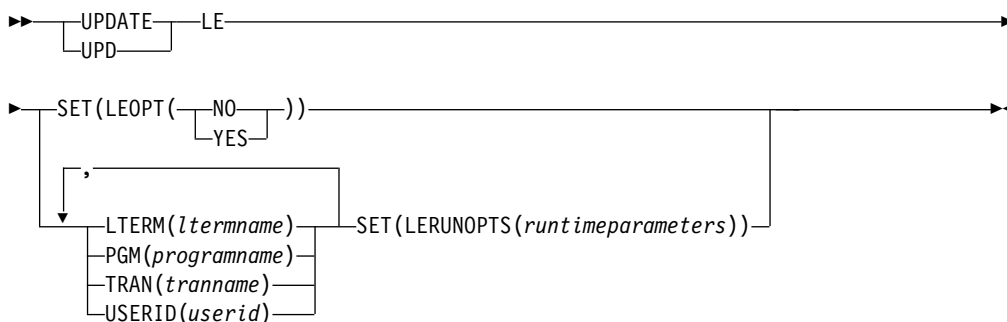 UPDATE LE
UPD
SET(LEOPT( NO ))
YES
,
LTERM(ltermname) SET(LERUNOPTS(runtimeparameters))
PGM(programname)
TRAN(tranname)
USERID(userid)